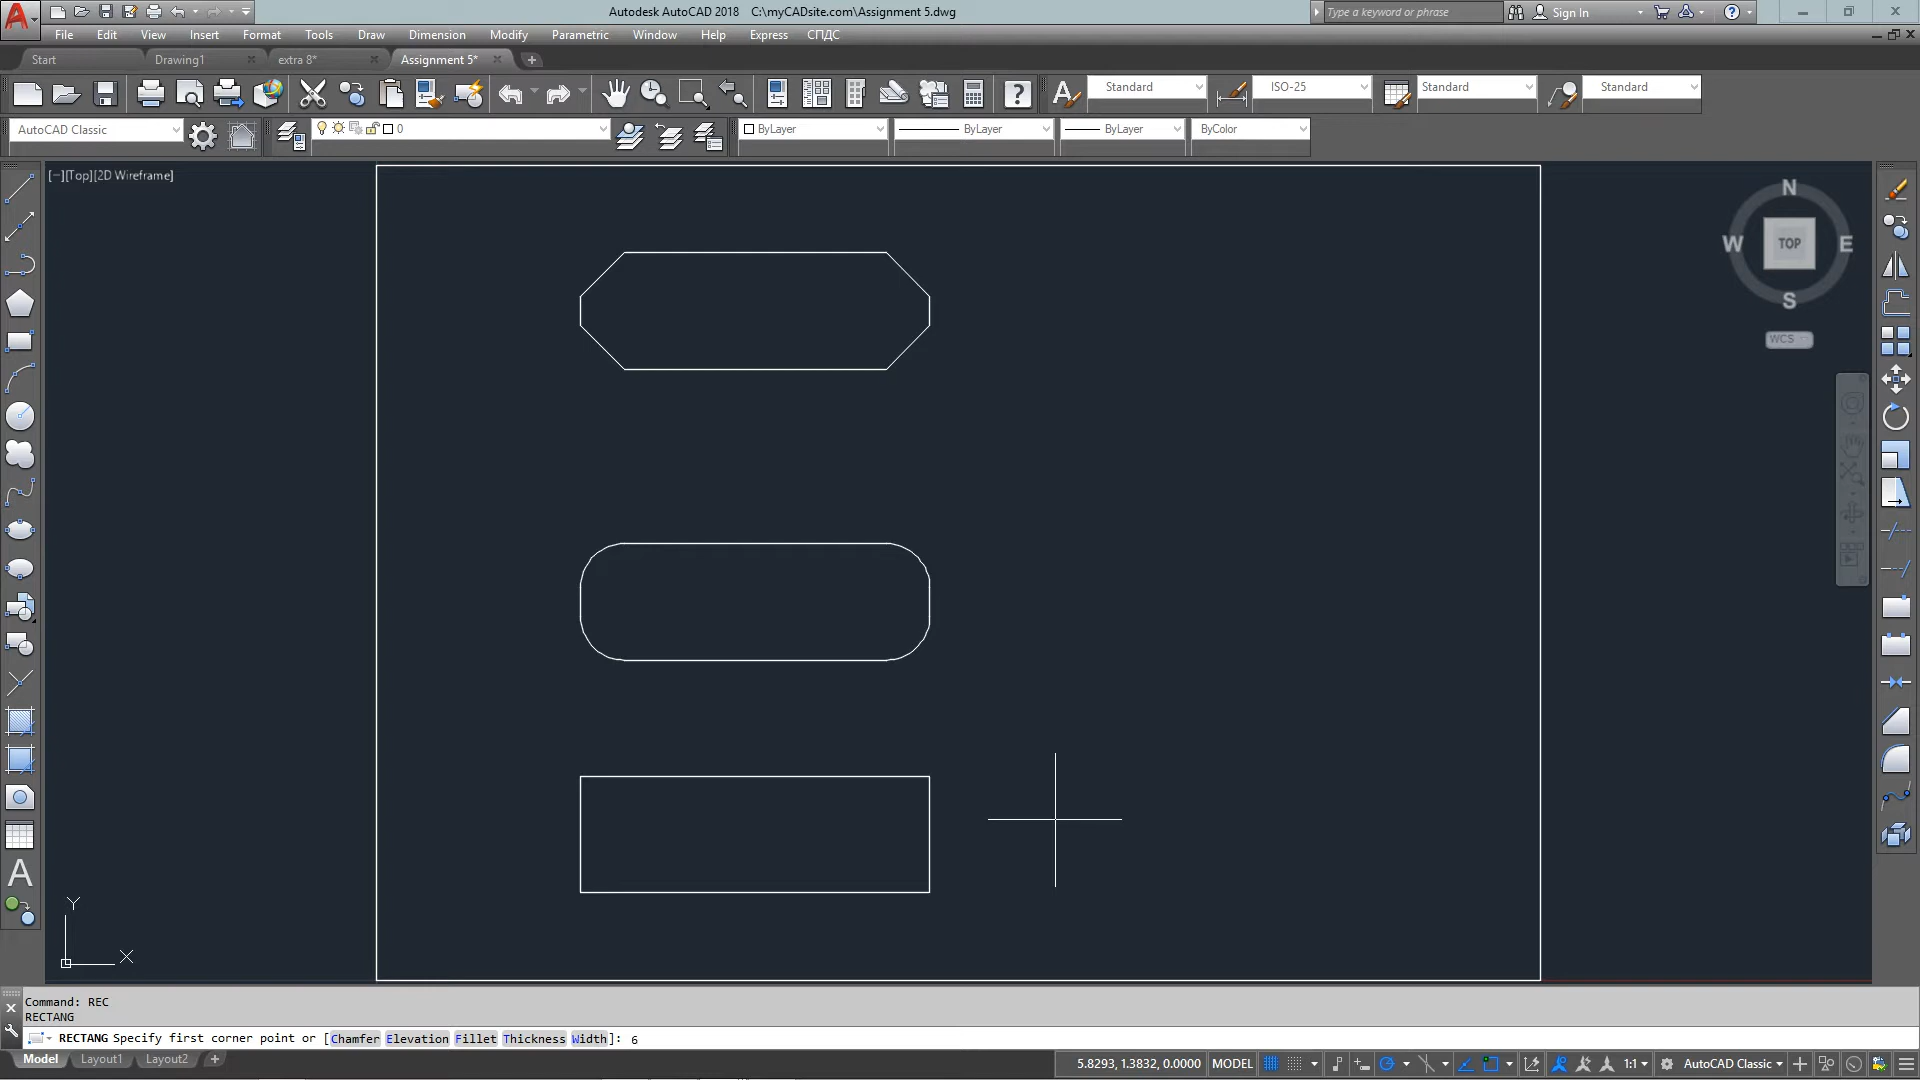 Autodesk AutoCAD 2018 C:\myCADsite.com\Assignment 5.dwg
Type a keyword or phrase
Sign In
File Edit View Insert Format Tools Draw Dimension Modify Parametric Window Help Express СПДС
Start Drawing1 extra 8* Assignment 5*
Standard ISO-25 Standard Standard
AutoCAD Classic 0 ByLayer ByLayer ByLayer ByColor
[−][Top][2D Wireframe]
N
W TOP E
S
WCS
Y
X
A
Command: REC
RECTANG
RECTANG Specify first corner point or [Chamfer Elevation Fillet Thickness Width]: 6
Model Layout1 Layout2
5.8293, 1.3832, 0.0000 MODEL 1:1 AutoCAD Classic